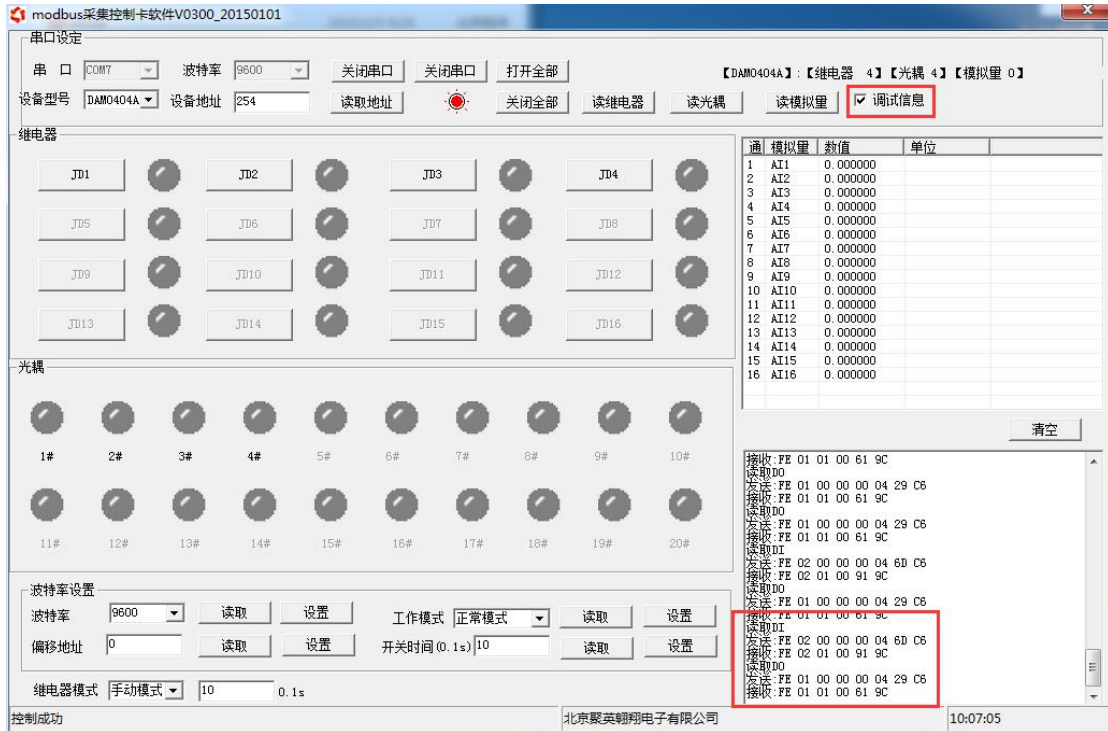 modbus采集控制卡软件V0300_20150101
串口设定
串 口 COM7 波特率 9600 关闭串口 关闭串口 打开全部 【DAM0404A】:【继电器 4】【光耦 4】【模拟量 0】
设备型号 DAM0404A 设备地址 254 读取地址 关闭全部 读继电器 读光耦 读模拟量 调试信息
继电器
JD1 JD2 JD3 JD4
JD5 JD6 JD7 JD8
JD9 JD10 JD11 JD12
JD13 JD14 JD15 JD16
光耦
1# 2# 3# 4# 5# 6# 7# 8# 9# 10#
11# 12# 13# 14# 15# 16# 17# 18# 19# 20#
波特率设置
波特率 9600 读取 设置 工作模式 正常模式 读取 设置
偏移地址 0 读取 设置 开关时间(0.1s) 10 读取 设置
继电器模式 手动模式 10 0.1s
通 模拟量 数值 单位
1 AI1 0.000000
2 AI2 0.000000
3 AI3 0.000000
4 AI4 0.000000
5 AI5 0.000000
6 AI6 0.000000
7 AI7 0.000000
8 AI8 0.000000
9 AI9 0.000000
10 AI10 0.000000
11 AI11 0.000000
12 AI12 0.000000
13 AI13 0.000000
14 AI14 0.000000
15 AI15 0.000000
16 AI16 0.000000
清空
接收:FE 01 01 00 61 9C
读取DO
发送:FE 01 00 00 00 04 29 C6
接收:FE 01 01 00 61 9C
读取DO
发送:FE 01 00 00 00 04 29 C6
接收:FE 01 01 00 61 9C
读取DI
发送:FE 02 00 00 00 04 6D C6
接收:FE 02 01 00 91 9C
读取DO
发送:FE 01 00 00 00 04 29 C6
接收:FE 01 01 00 61 9C
读取DI
发送:FE 02 00 00 00 04 6D C6
接收:FE 02 01 00 91 9C
读取DO
发送:FE 01 00 00 00 04 29 C6
接收:FE 01 01 00 61 9C
控制成功 北京聚英翱翔电子有限公司 10:07:05